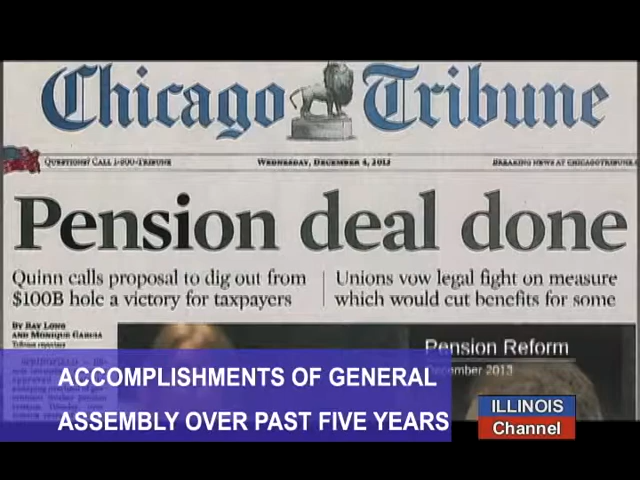 Chicago Tribune
QUESTIONS? CALL 1-800-TRIBUNE WEDNESDAY, DECEMBER 4, 2013 BREAKING NEWS AT CHICAGOTRIBUNE.
Pension deal done
Quinn calls proposal to dig out from
$100B hole a victory for taxpayers
Unions vow legal fight on measure
which would cut benefits for some
BY RAY LONG
AND MONIQUE GARCIA
Tribune reporters
Pension Reform
December 2013
ACCOMPLISHMENTS OF GENERAL
ASSEMBLY OVER PAST FIVE YEARS
ILLINOIS
Channel